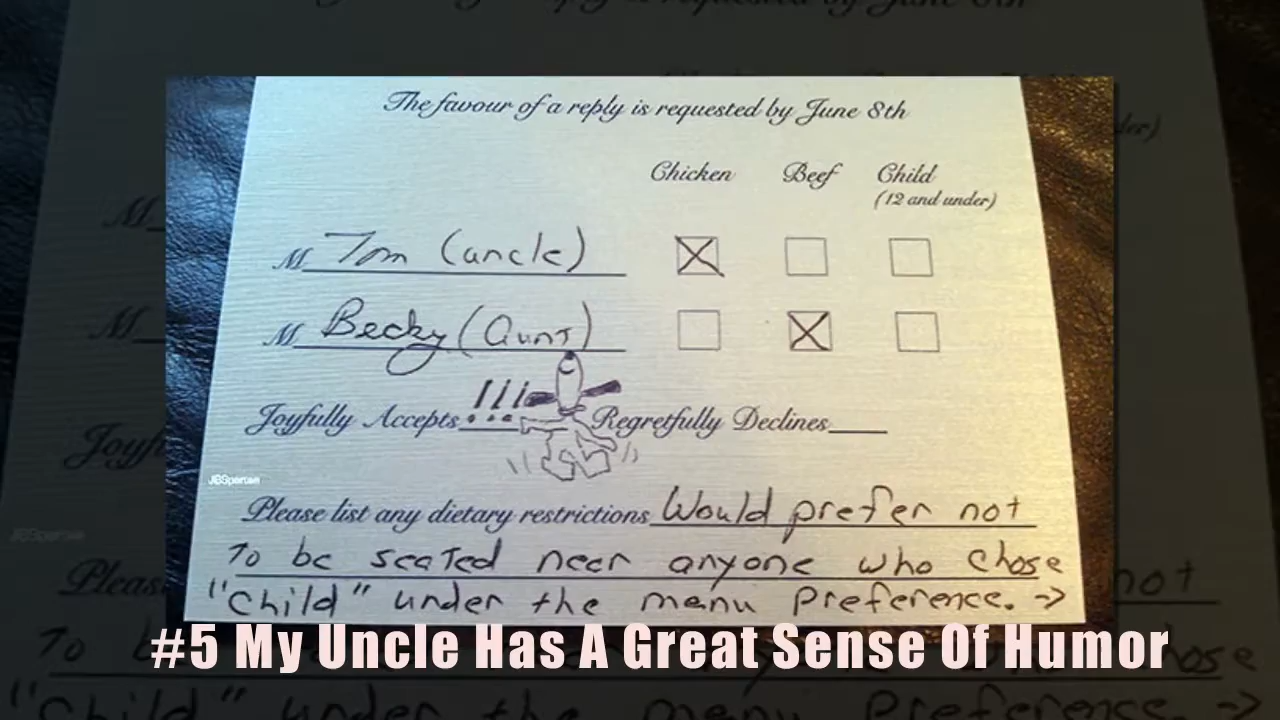 The favour of a reply is requested by June 8th
Chicken Beef Child
(12 and under)
M Tom (uncle)
M Becky (Aunt)
Joyfully Accepts !!! Regretfully Declines
JBSpartan
Please list any dietary restrictions Would prefer not
to be seated near anyone who chose
"child" under the menu preference. →
#5 My Uncle Has A Great Sense Of Humor